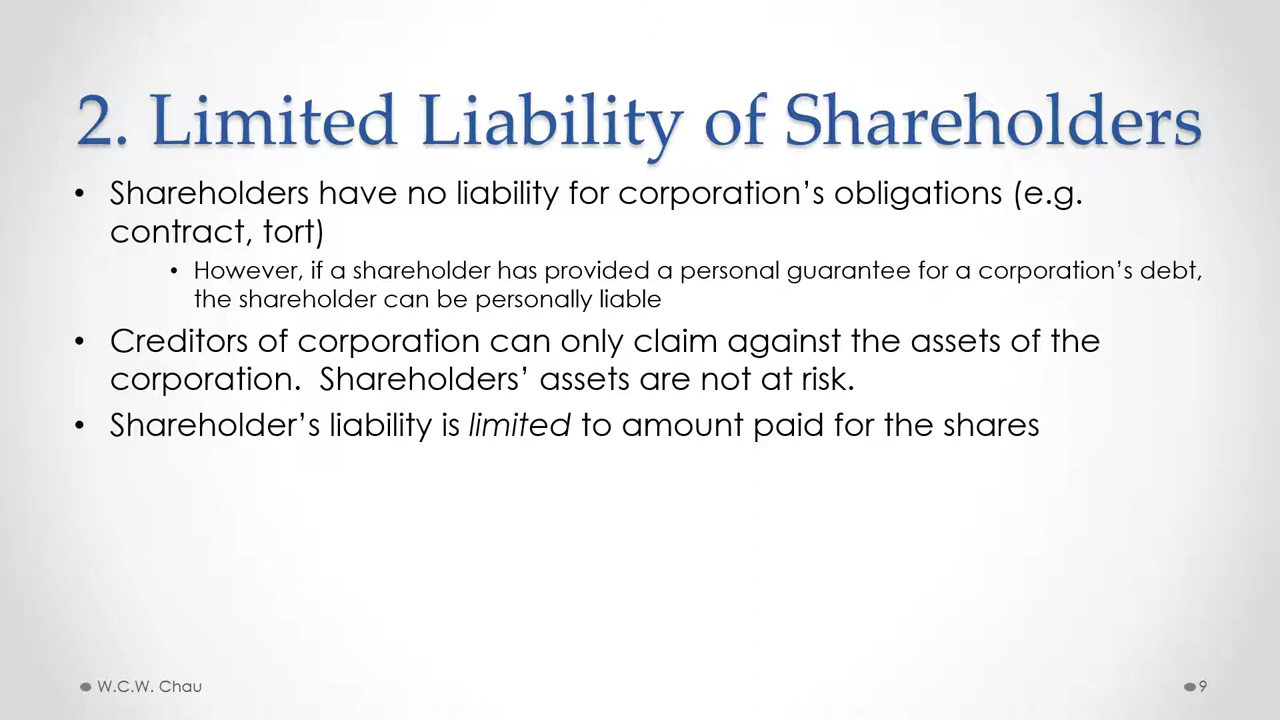 2. Limited Liability of Shareholders
• Shareholders have no liability for corporation’s obligations (e.g.
contract, tort)
• However, if a shareholder has provided a personal guarantee for a corporation’s debt,
the shareholder can be personally liable
• Creditors of corporation can only claim against the assets of the
corporation.  Shareholders’ assets are not at risk.
• Shareholder’s liability is limited to amount paid for the shares
W.C.W. Chau
9